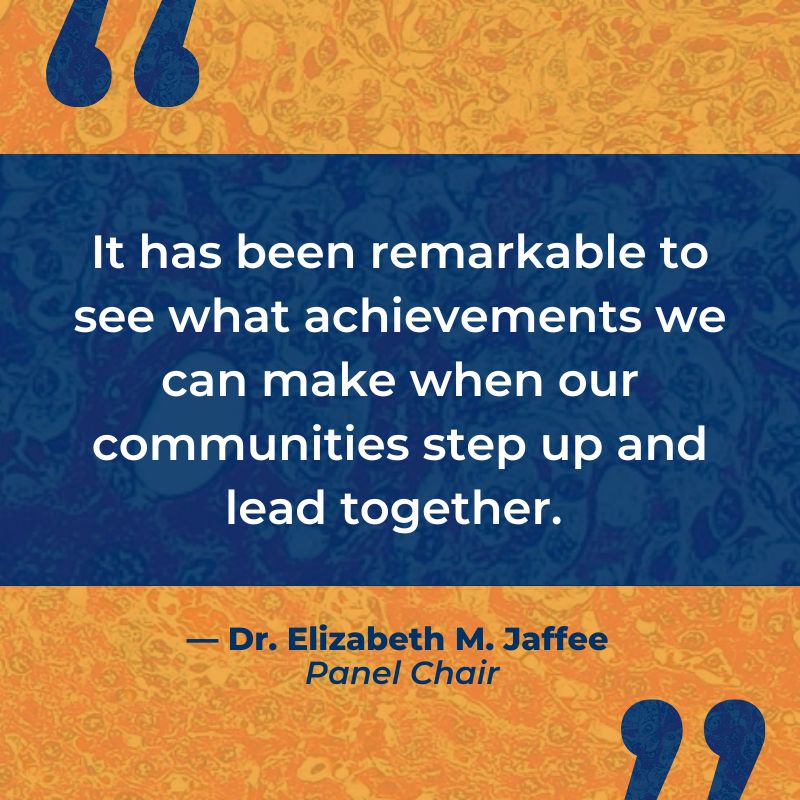 It has been remarkable to
see what achievements we
can make when our
communities step up and
lead together.
— Dr. Elizabeth M. Jaffee
Panel Chair